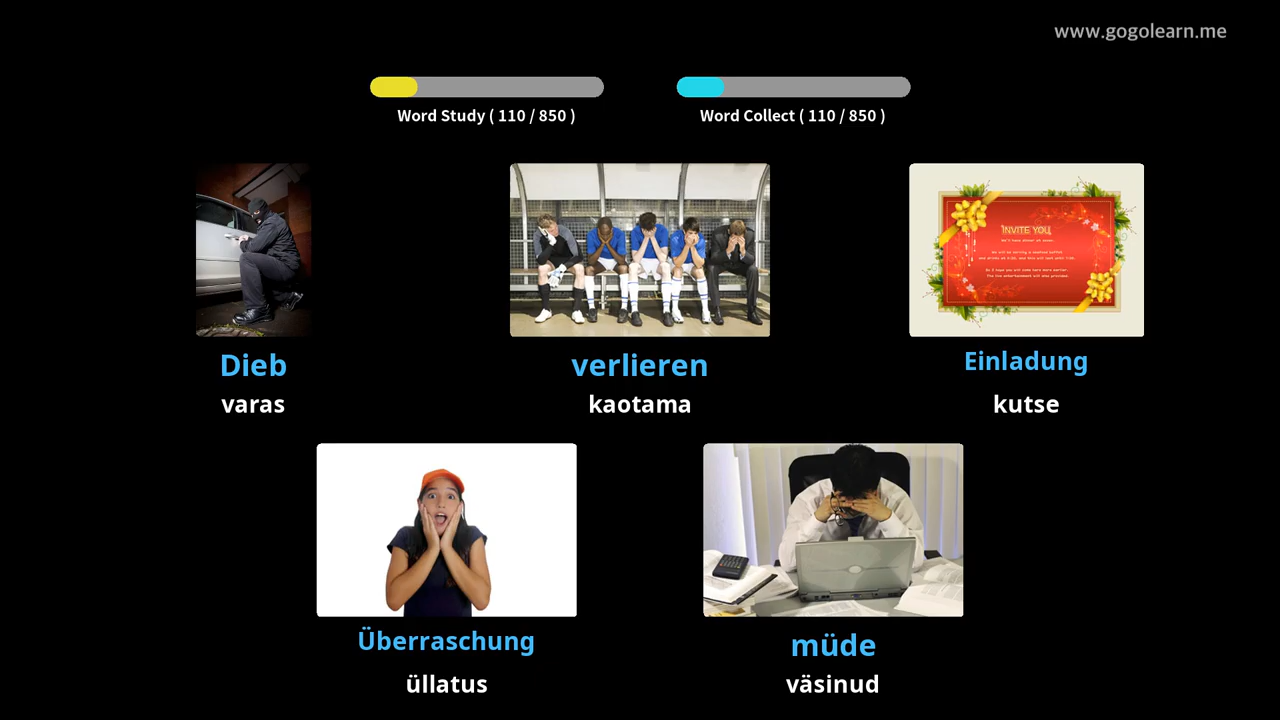 www.gogolearn.me
Word Study ( 110 / 850 )
Word Collect ( 110 / 850 )
INVITE YOU
Dieb
verlieren
Einladung
varas
kaotama
kutse
Überraschung
müde
üllatus
väsinud